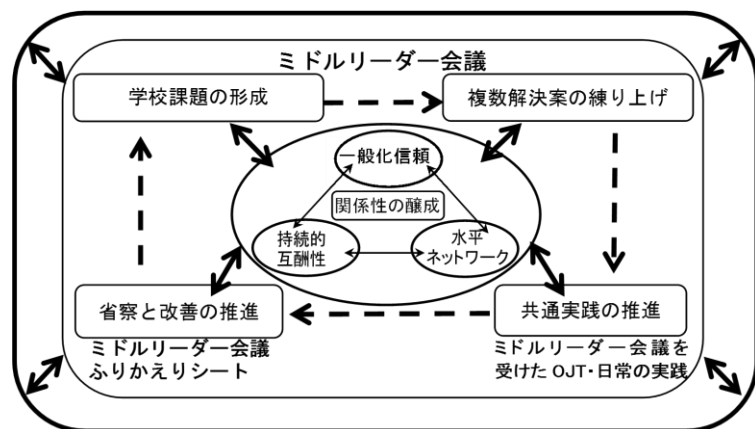 ミドルリーダー会議
学校課題の形成
複数解決案の練り上げ
一般化信頼
関係性の醸成
持続的
互酬性
水平
ネットワーク
省察と改善の推進
共通実践の推進
ミドルリーダー会議
ふりかえりシート
ミドルリーダー会議を
受けた OJT・日常の実践